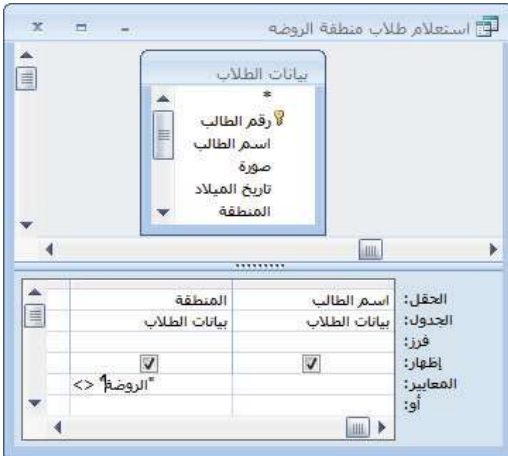 استعلام طلاب منطقة الروضه
بيانات الطلاب
*
رقم الطالب
اسم الطالب
صورة
تاريخ الميلاد
المنطقة
الحقل: اسم الطالب المنطقة
الجدول: بيانات الطلاب بيانات الطلاب
فرز:
إظهار:
المعايير: "الروضة" <>
أو: